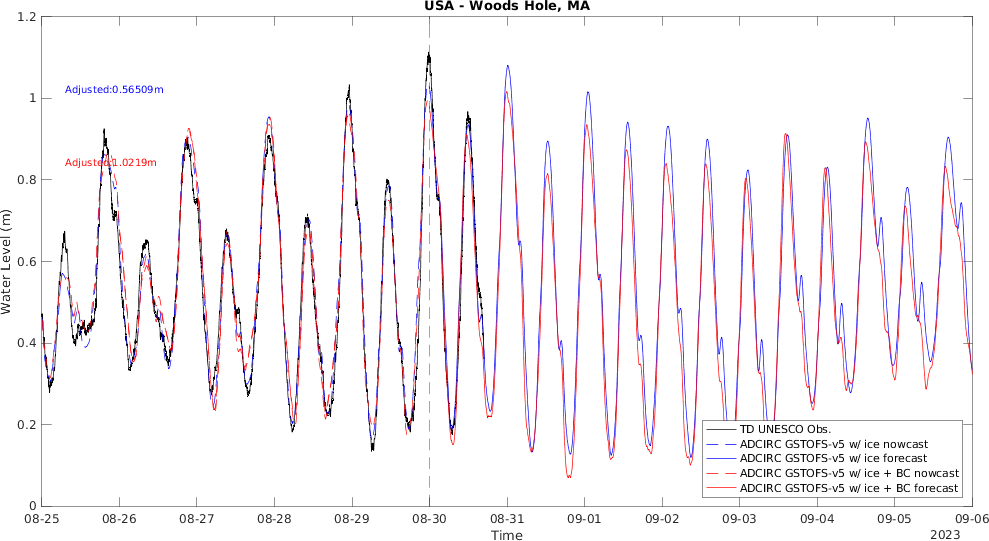 USA - Woods Hole, MA
1.2
1
0.8
0.6
0.4
0.2
0
Water Level (m)
Adjusted:0.56509m
Adjusted:1.0219m
TD UNESCO Obs.
ADCIRC GSTOFS-v5 w/ ice nowcast
ADCIRC GSTOFS-v5 w/ ice forecast
ADCIRC GSTOFS-v5 w/ ice + BC nowcast
ADCIRC GSTOFS-v5 w/ ice + BC forecast
08-25 08-26 08-27 08-28 08-29 08-30 08-31 09-01 09-02 09-03 09-04 09-05 09-06
Time
2023